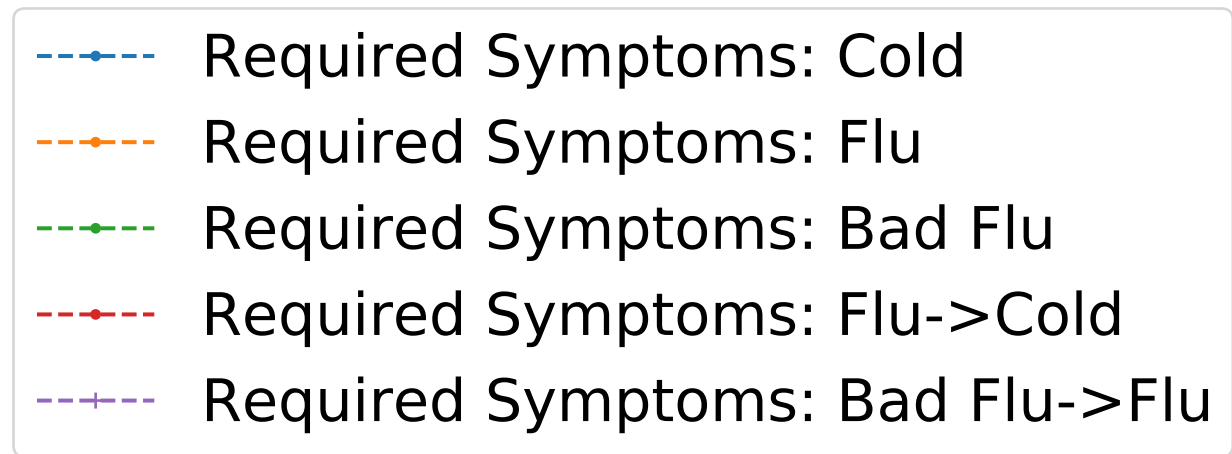 Required Symptoms: Cold
Required Symptoms: Flu
Required Symptoms: Bad Flu
Required Symptoms: Flu->Cold
Required Symptoms: Bad Flu->Flu